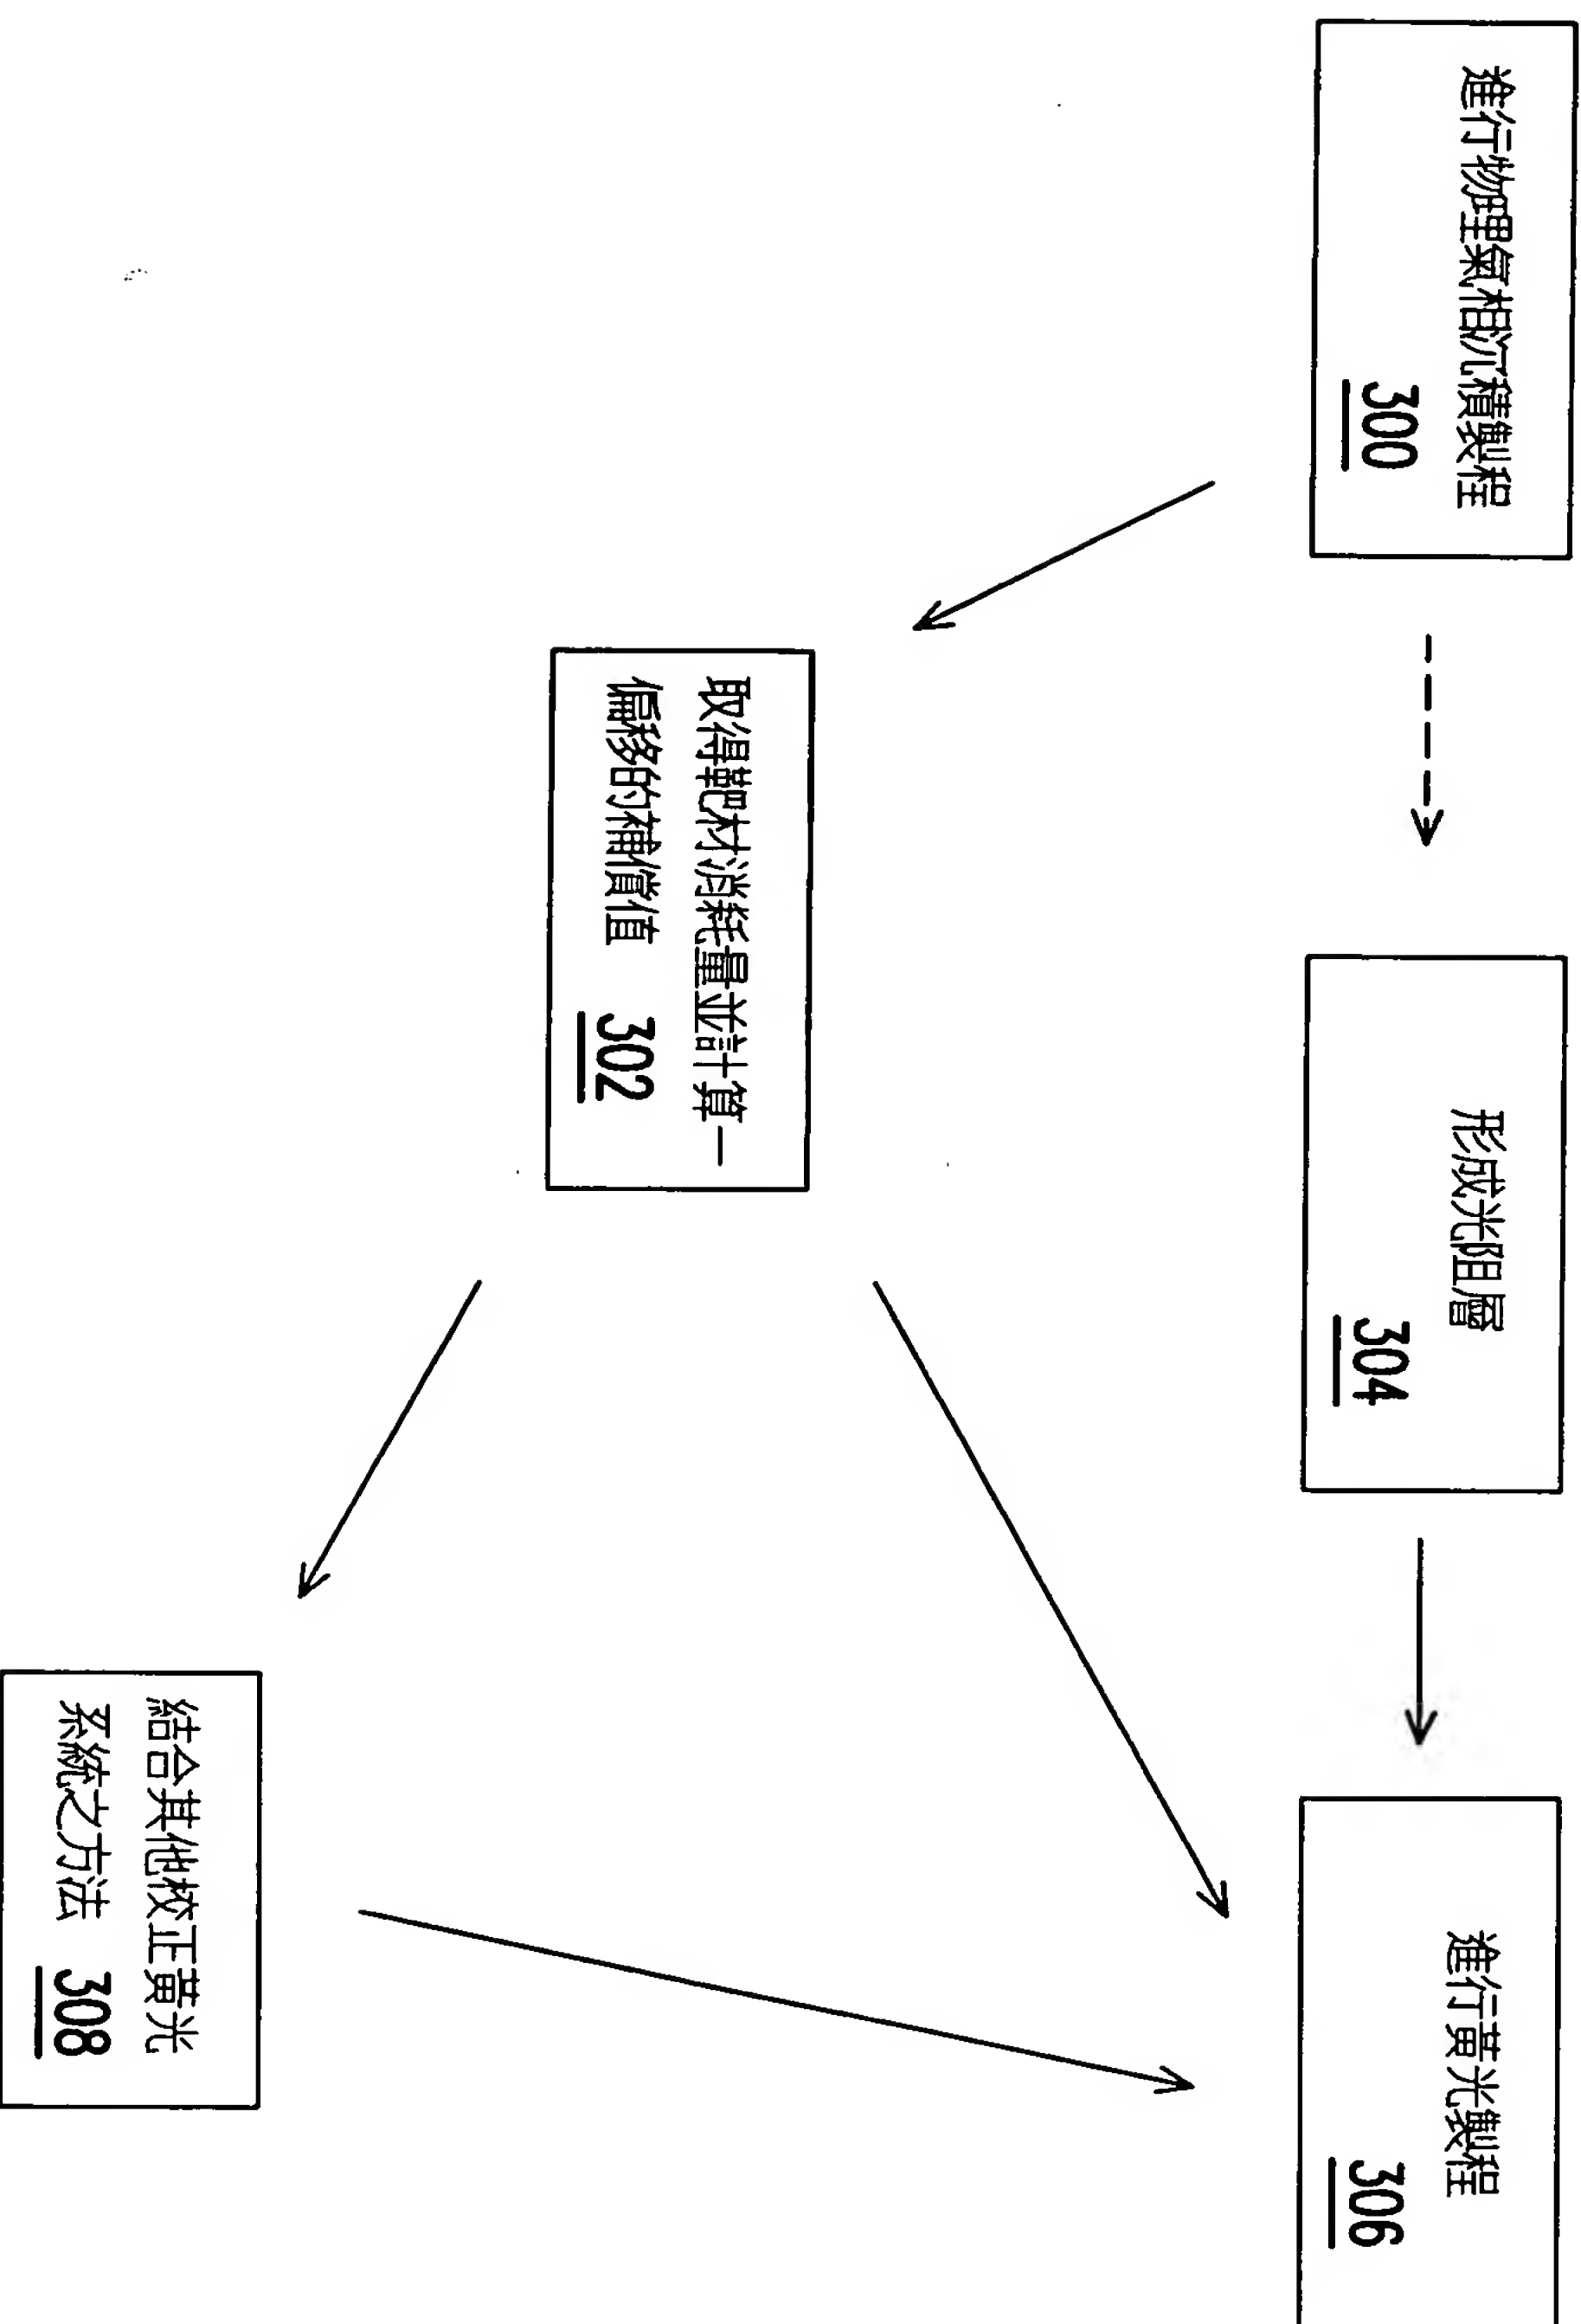 進行物理氣相沉積製程
300
形成光阻層
304
進行黃光製程
306
取得靶材消耗量並計算一
偏移的補償值 302
結合其他校正黃光
系統之方法 308